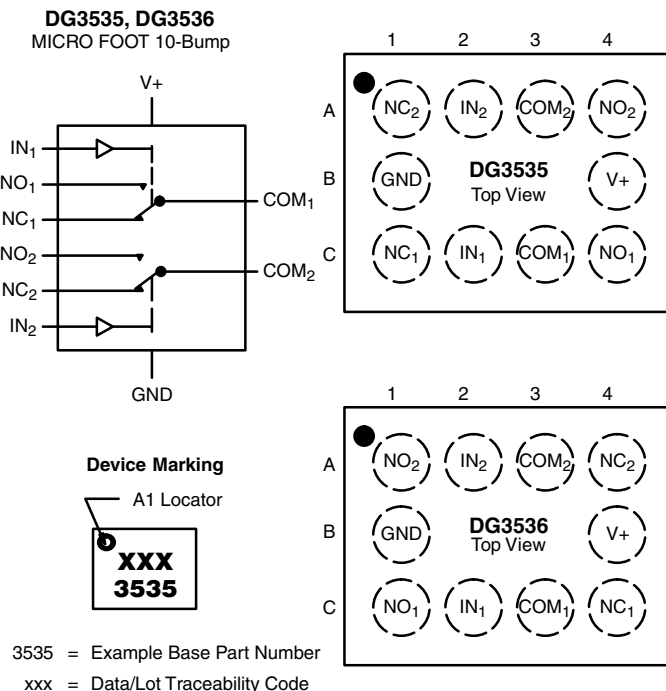 DG3535, DG3536
MICRO FOOT 10-Bump
V+
IN1
NO1
NC1
NO2
NC2
IN2
COM1
COM2
GND
Device Marking
A1 Locator
XXX
3535
3535 = Example Base Part Number
xxx = Data/Lot Traceability Code
1 2 3 4
A NC2 IN2 COM2 NO2
B GND DG3535 V+
Top View
C NC1 IN1 COM1 NO1
1 2 3 4
A NO2 IN2 COM2 NC2
B GND DG3536 V+
Top View
C NO1 IN1 COM1 NC1